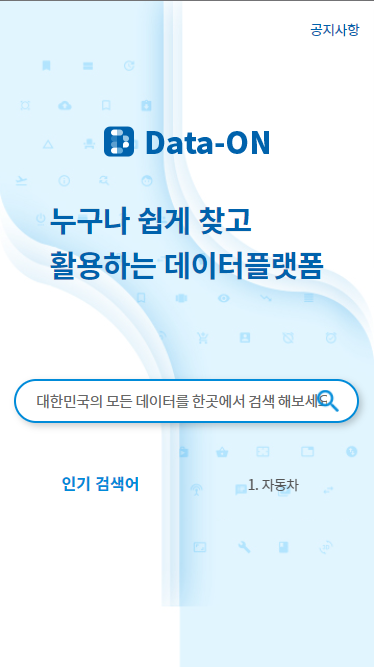 공지사항
Data-ON
누구나 쉽게 찾고
활용하는 데이터플랫폼
대한민국의 모든 데이터를 한곳에서 검색 해보세요
인기 검색어
1. 자동차